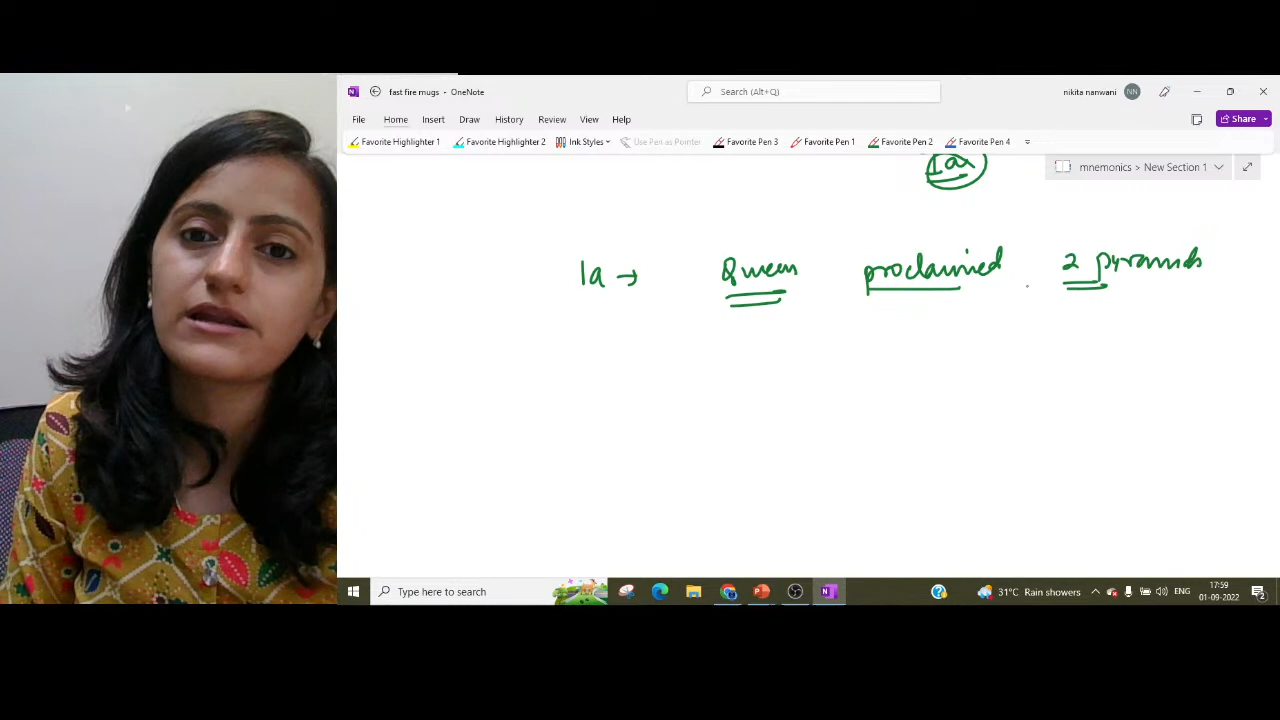 fast fire mugs - OneNote
Search (Alt+Q)
nikita nanwani NN
File Home Insert Draw History Review View Help
Share
Favorite Highlighter 1 Favorite Highlighter 2 Ink Styles Use Pen as Pointer Favorite Pen 3 Favorite Pen 1 Favorite Pen 2 Favorite Pen 4
mnemonics > New Section 1
1a → Queen proclaimed 2 pyramids
Type here to search
31°C Rain showers
ENG
17:59
01-09-2022
2